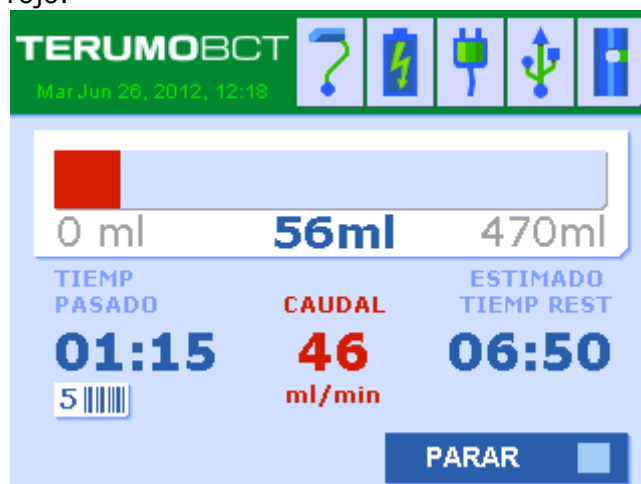 rojo.
TERUMOBCT
Mar Jun 26, 2012, 12:18
0 ml 56ml 470ml
TIEMP PASADO
CAUDAL
ESTIMADO TIEMP REST
01:15 46 06:50
5 ml/min
PARAR